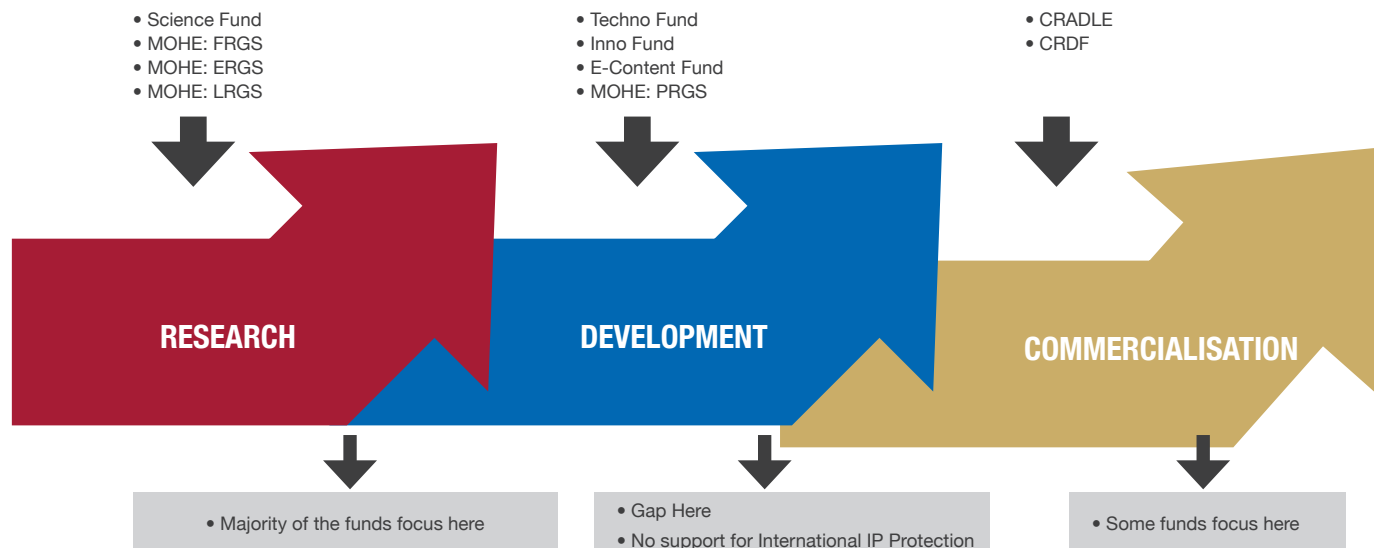 • Science Fund
• MOHE: FRGS
• MOHE: ERGS
• MOHE: LRGS
• Techno Fund
• Inno Fund
• E-Content Fund
• MOHE: PRGS
• CRADLE
• CRDF
RESEARCH
DEVELOPMENT
COMMERCIALISATION
• Majority of the funds focus here
• Gap Here
• No support for International IP Protection
• Some funds focus here